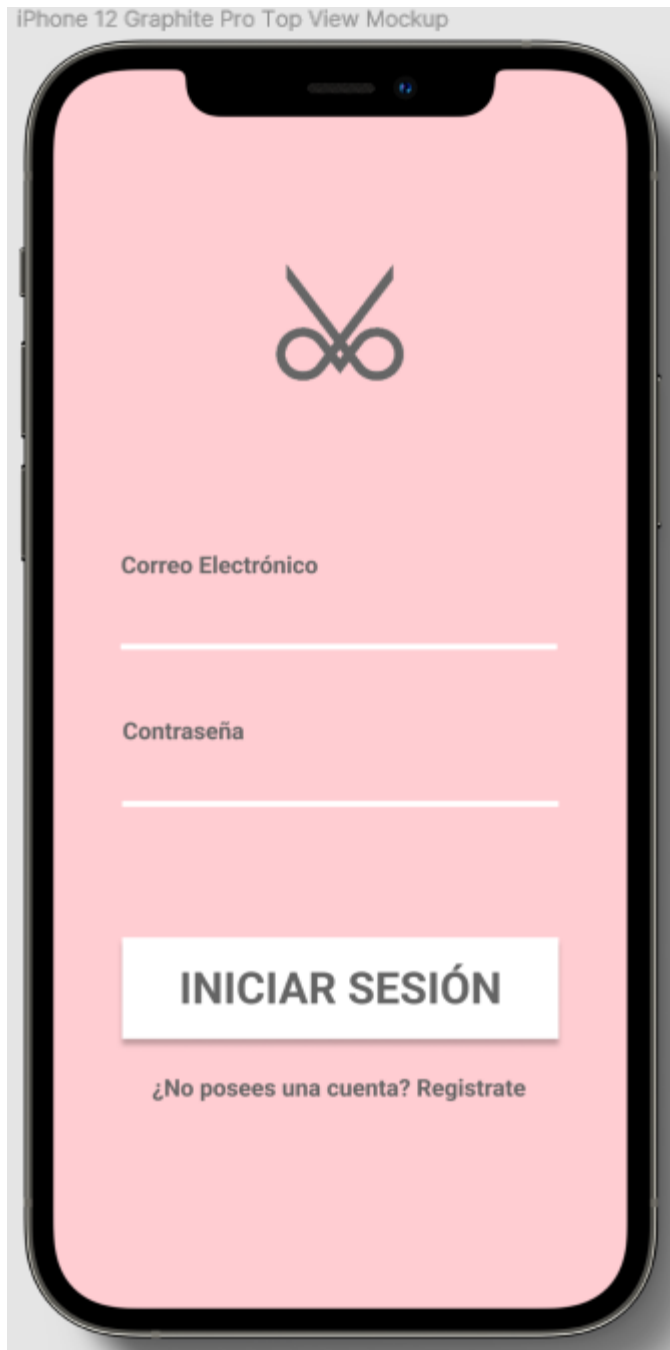 iPhone 12 Graphite Pro Top View Mockup
Correo Electrónico
Contraseña
INICIAR SESIÓN
¿No posees una cuenta? Registrate